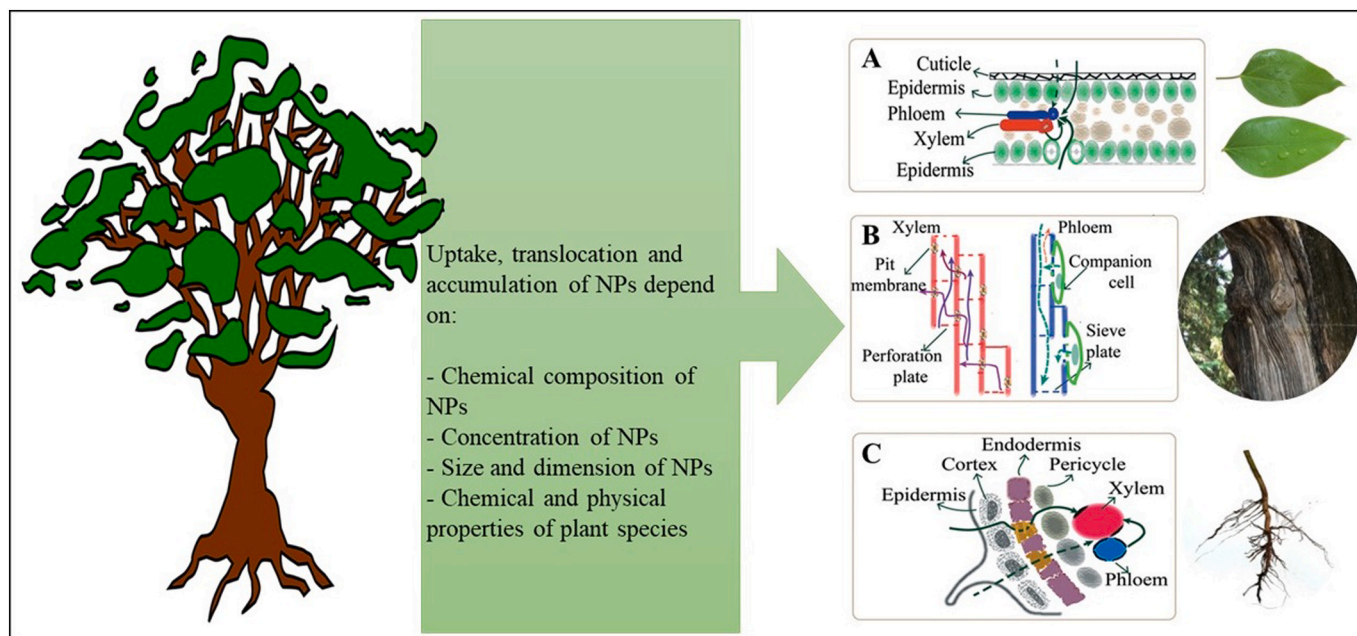 Uptake, translocation and
accumulation of NPs depend
on:
- Chemical composition of
NPs
- Concentration of NPs
- Size and dimension of NPs
- Chemical and physical
properties of plant species
A
Cuticle
Epidermis
Phloem
Xylem
Epidermis
B
Xylem
Pit
membrane
Perforation
plate
Phloem
Companion
cell
Sieve
plate
C
Endodermis
Cortex
Pericycle
Epidermis
Xylem
Phloem